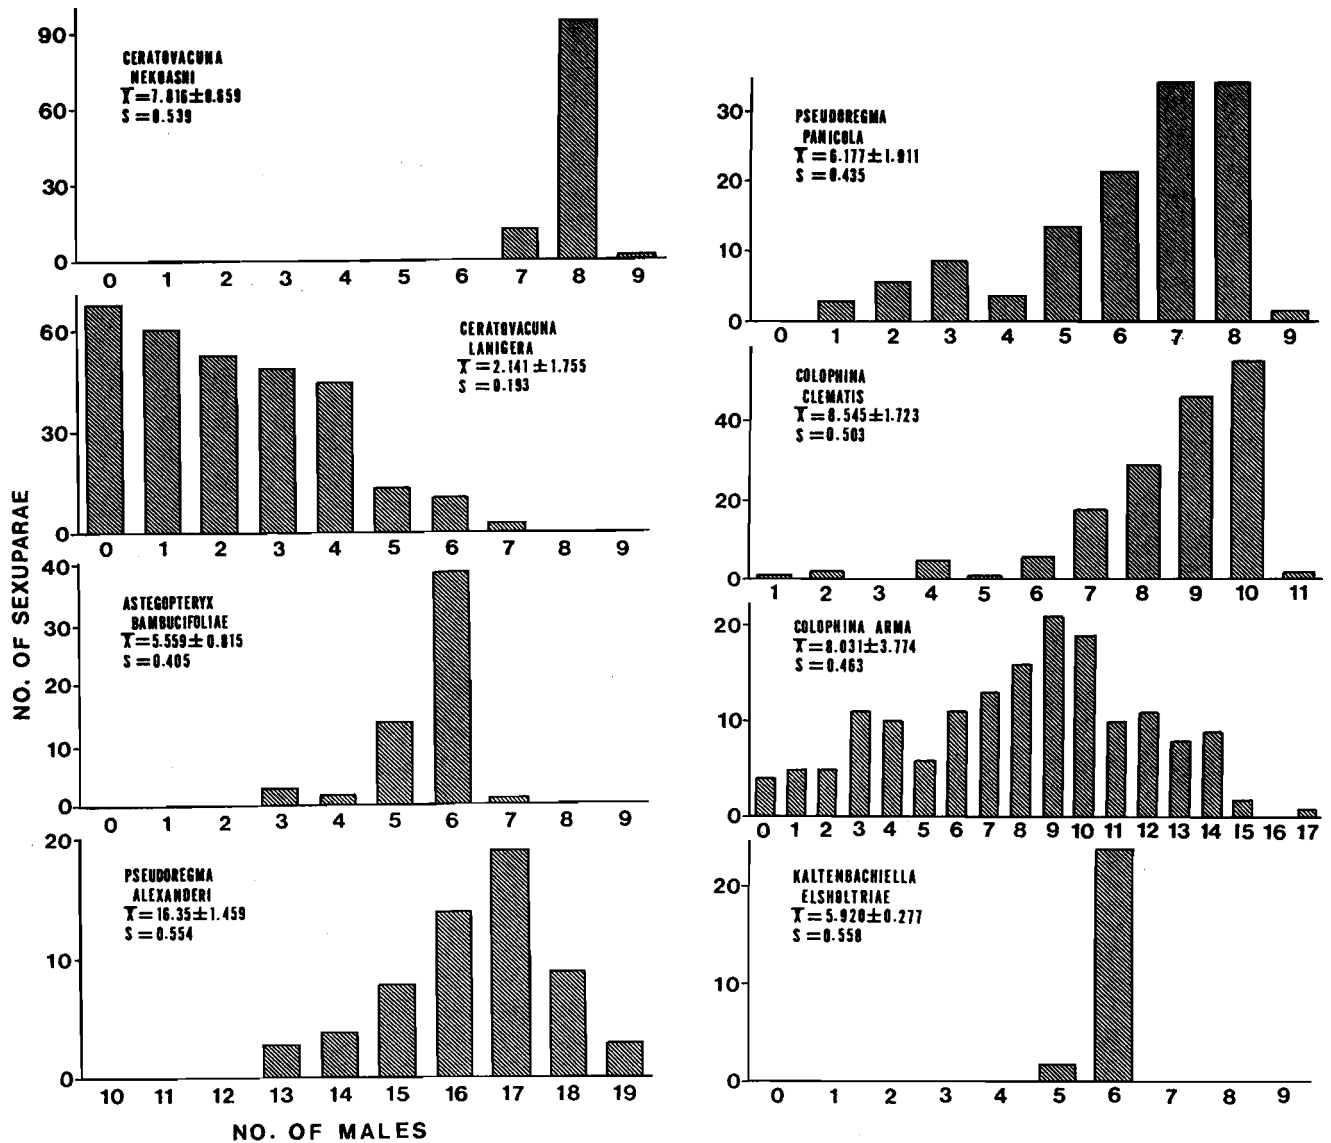 NO. OF SEXUPARAE
CERATOVACUNA
NEKOASHI
X̄=7.816±0.659
S=0.539
90
60
30
0
0 1 2 3 4 5 6 7 8 9
CERATOVACUNA
LANIGERA
X̄=2.141±1.755
S=0.193
60
30
0
0 1 2 3 4 5 6 7 8 9
ASTEGOPTERYX
BAMBUCIFOLIAE
X̄=5.559±0.815
S=0.405
40
30
20
10
0
0 1 2 3 4 5 6 7 8 9
PSEUDOREGMA
ALEXANDERI
X̄=16.35±1.459
S=0.554
20
10
0
10 11 12 13 14 15 16 17 18 19
NO. OF MALES
PSEUDOREGMA
PANICOLA
X̄=6.177±1.911
S=0.435
30
20
10
0
0 1 2 3 4 5 6 7 8 9
COLOPHINA
CLEMATIS
X̄=8.545±1.723
S=0.503
40
20
0
1 2 3 4 5 6 7 8 9 10 11
COLOPHINA ARMA
X̄=8.031±3.774
S=0.463
20
10
0
0 1 2 3 4 5 6 7 8 9 10 11 12 13 14 15 16 17
KALTENBACHIELLA
ELSHOLTRIAE
X̄=5.920±0.277
S=0.558
20
10
0
0 1 2 3 4 5 6 7 8 9